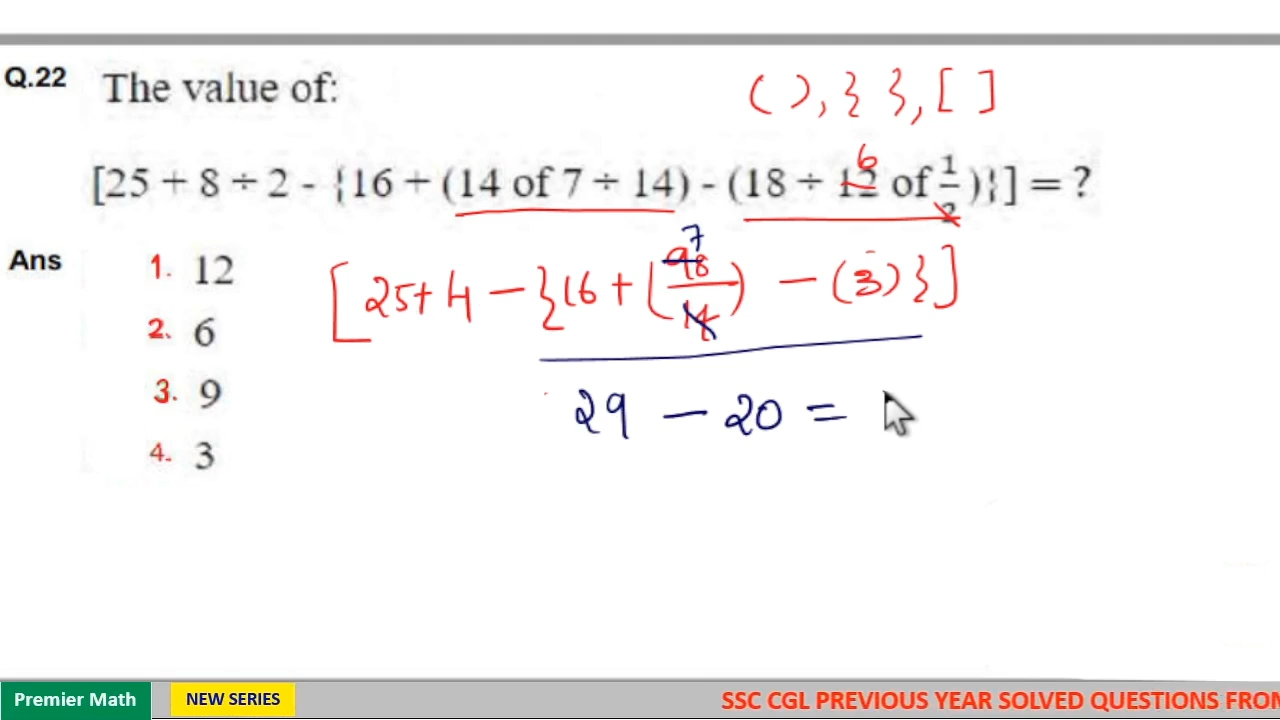 Q.22 The value of:
( ), { }, [ ]
6
[25 + 8 ÷ 2 - {16 + (14 of 7 ÷ 14) - (18 ÷ 12 of 1/2)}] = ?
Ans
1. 12
2. 6
3. 9
4. 3
7
[25+4 - {16 + (98/14) - (3)}]
29 - 20 =
Premier Math
NEW SERIES
SSC CGL PREVIOUS YEAR SOLVED QUESTIONS FROM